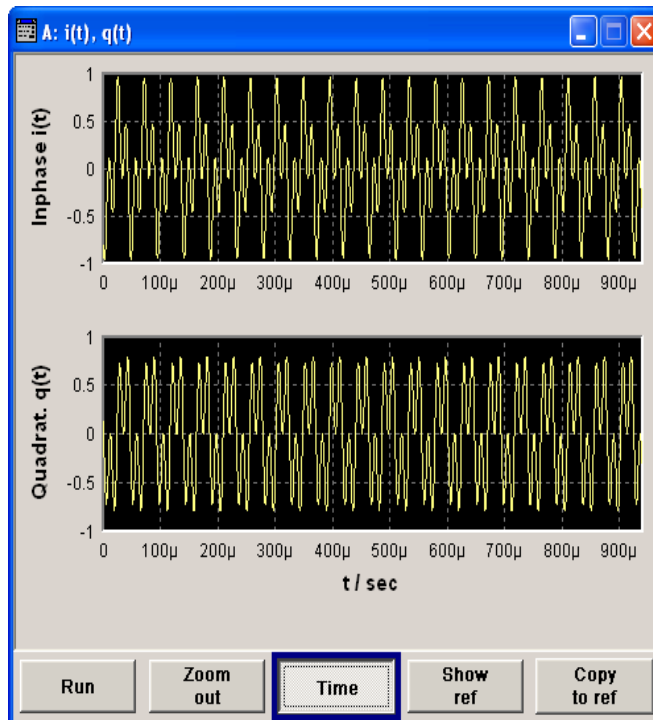 A: i(t), q(t)
Inphase i(t)
1
0.5
0
-0.5
-1
0 100μ 200μ 300μ 400μ 500μ 600μ 700μ 800μ 900μ
Quadrat. q(t)
1
0.5
0
-0.5
-1
0 100μ 200μ 300μ 400μ 500μ 600μ 700μ 800μ 900μ
t / sec
Run
Zoom
out
Time
Show
ref
Copy
to ref